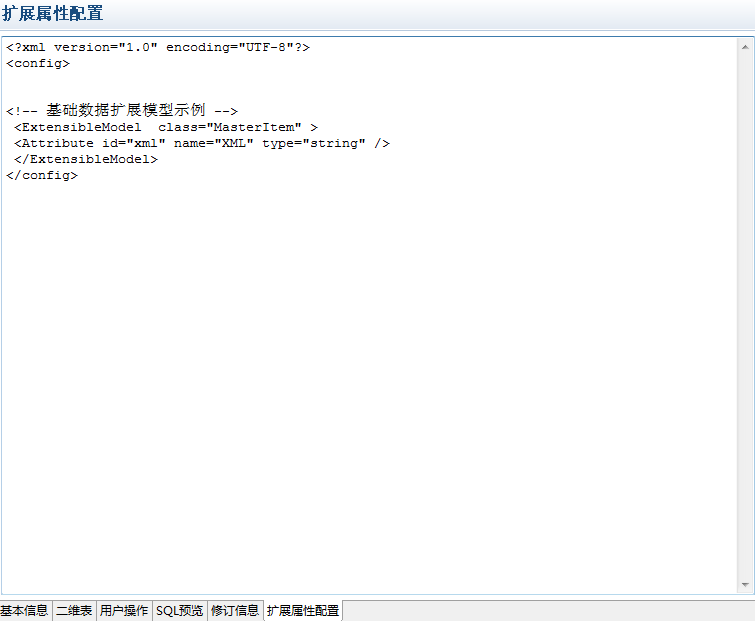 扩展属性配置
<?xml version="1.0" encoding="UTF-8"?>
<config>
<!-- 基础数据扩展模型示例 -->
<ExtensibleModel  class="MasterItem" >
<Attribute id="xml" name="XML" type="string" />
</ExtensibleModel>
</config>
基本信息 二维表 用户操作 SQL预览 修订信息 扩展属性配置